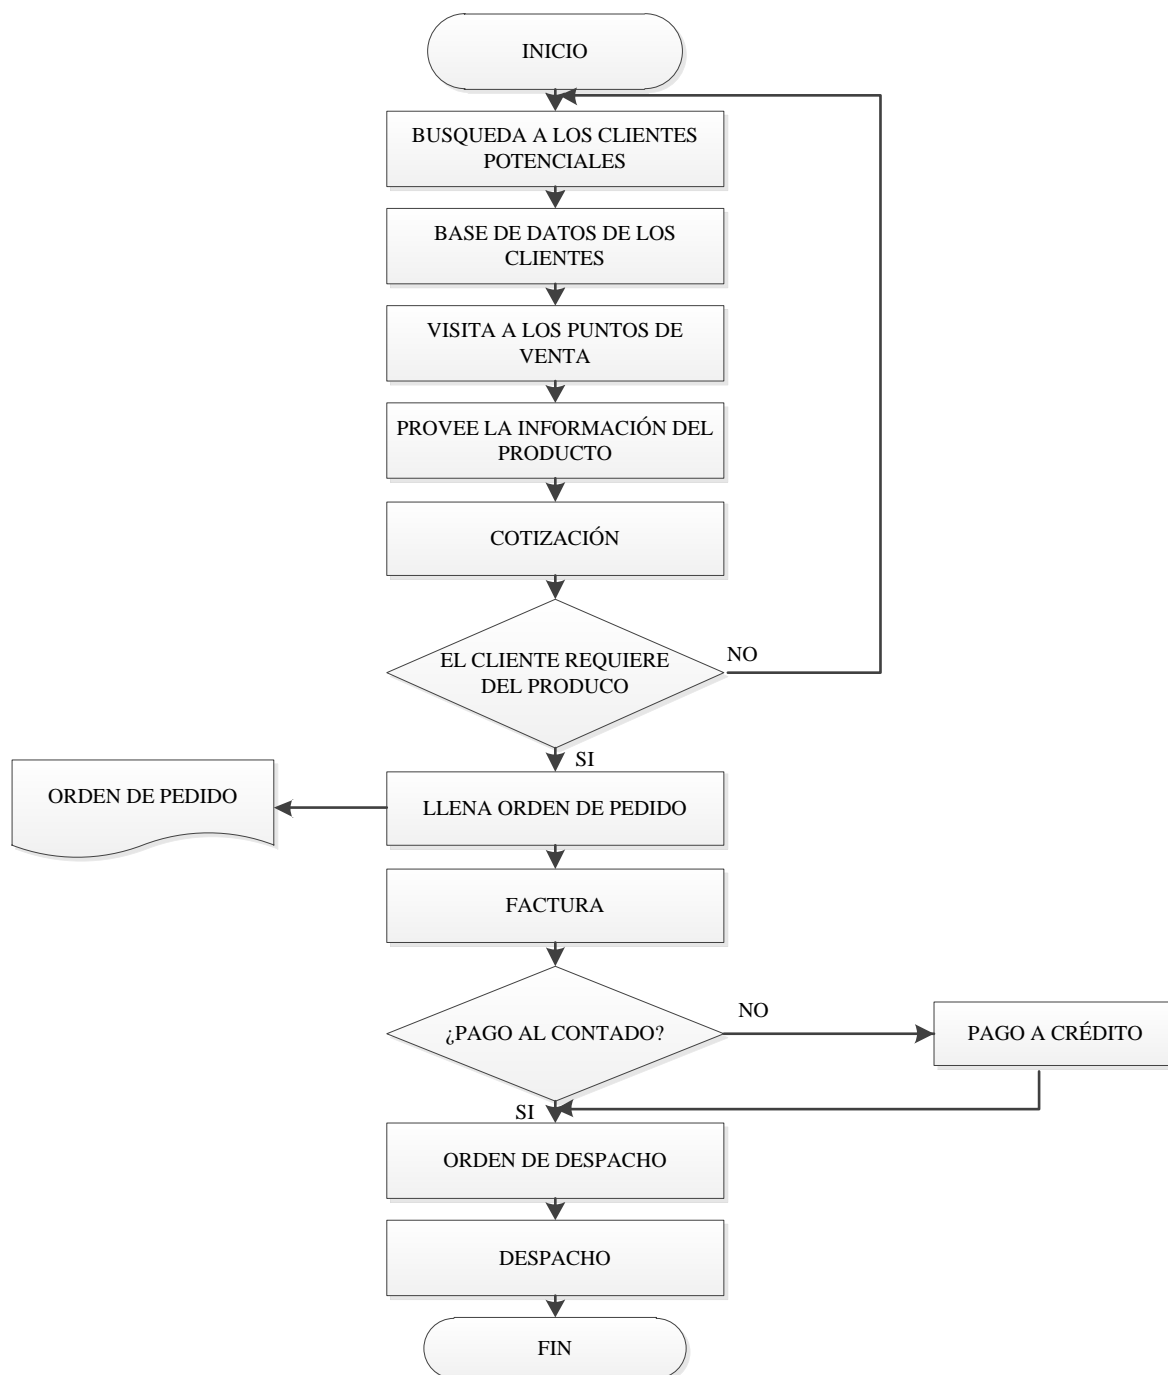 INICIO
BUSQUEDA A LOS CLIENTES
POTENCIALES
BASE DE DATOS DE LOS
CLIENTES
VISITA A LOS PUNTOS DE
VENTA
PROVEE LA INFORMACIÓN DEL
PRODUCTO
COTIZACIÓN
EL CLIENTE REQUIERE
DEL PRODUCO
NO
SI
ORDEN DE PEDIDO
LLENA ORDEN DE PEDIDO
FACTURA
¿PAGO AL CONTADO?
NO
PAGO A CRÉDITO
SI
ORDEN DE DESPACHO
DESPACHO
FIN